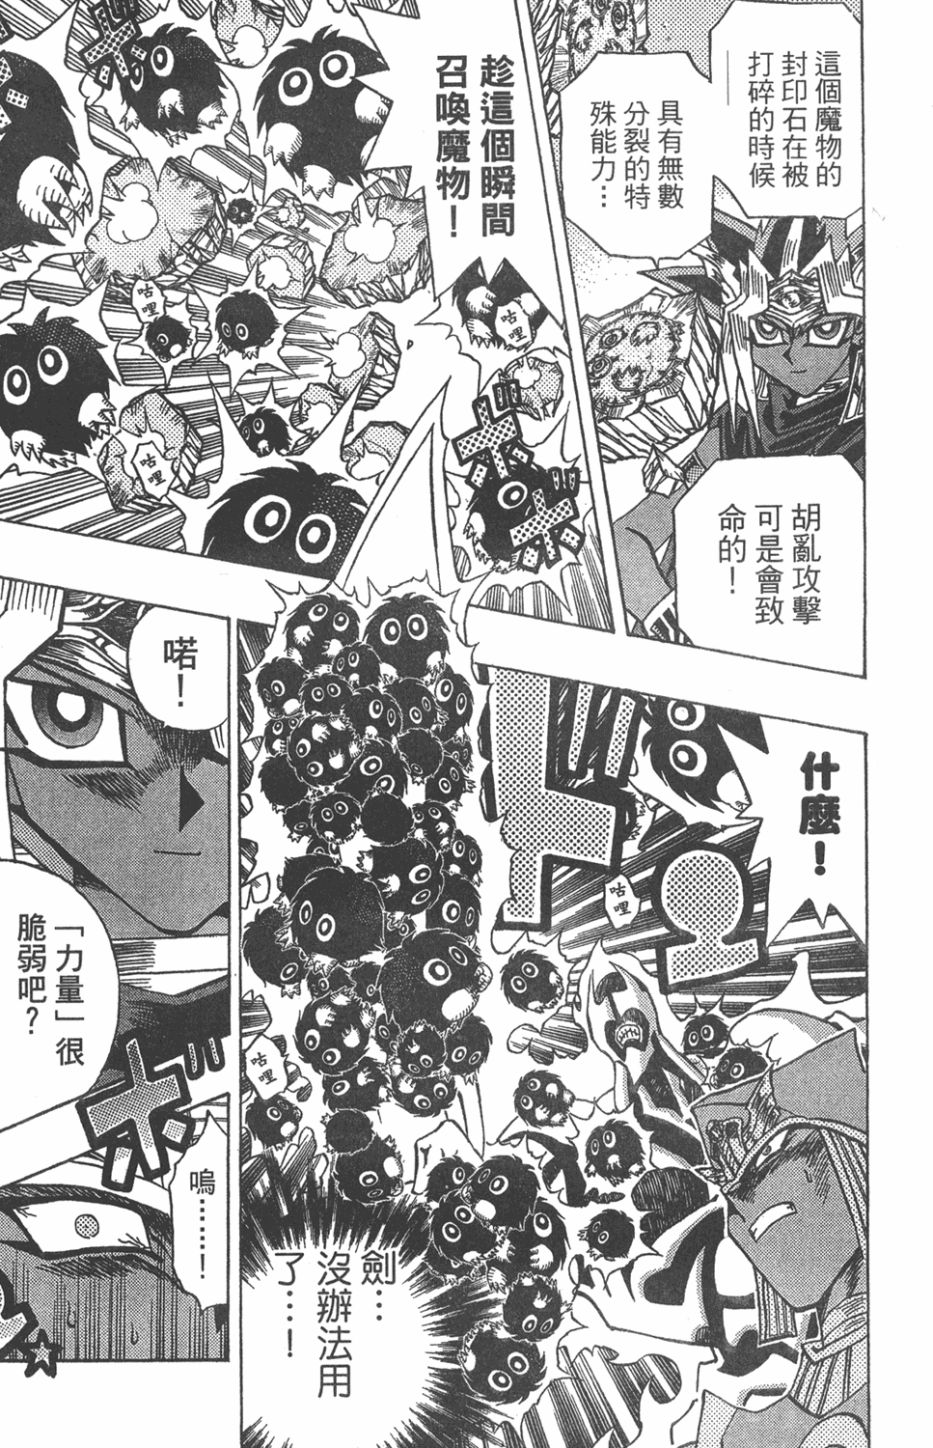 這個魔物的
封印石在被
打碎的時候
——
具有無數
分裂的特
殊能力…
胡亂攻擊
可是會致
命的！
趁這個瞬間
召喚魔物！
咕哩
ボボ
咕哩
咕哩
什麼！
咕哩
咕哩
劍…
沒辦法用
了…！
喏！
「力量」很
脆弱吧？
嗚……！